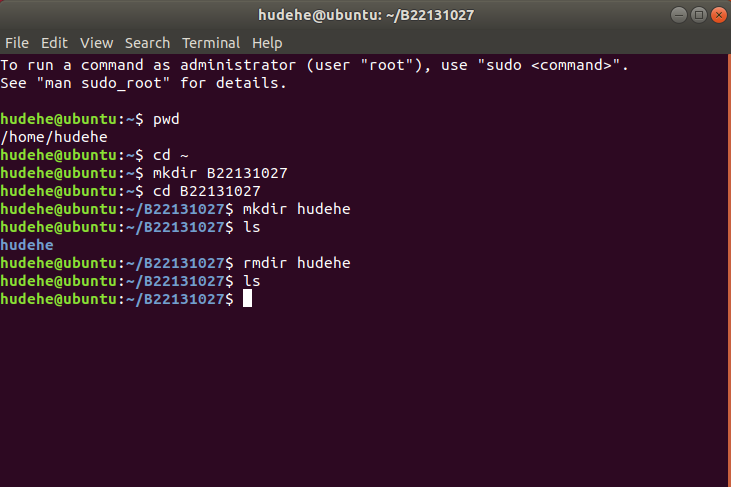 hudehe@ubuntu: ~/B22131027
File Edit View Search Terminal Help
To run a command as administrator (user "root"), use "sudo <command>".
See "man sudo_root" for details.
hudehe@ubuntu:~$ pwd
/home/hudehe
hudehe@ubuntu:~$ cd ~
hudehe@ubuntu:~$ mkdir B22131027
hudehe@ubuntu:~$ cd B22131027
hudehe@ubuntu:~/B22131027$ mkdir hudehe
hudehe@ubuntu:~/B22131027$ ls
hudehe
hudehe@ubuntu:~/B22131027$ rmdir hudehe
hudehe@ubuntu:~/B22131027$ ls
hudehe@ubuntu:~/B22131027$